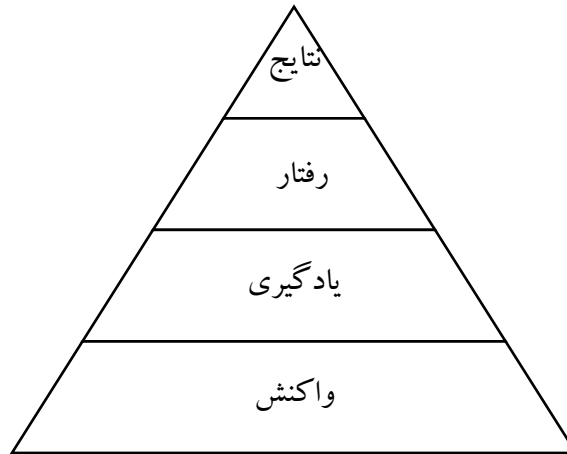 نتایج
رفتار
یادگیری
واکنش